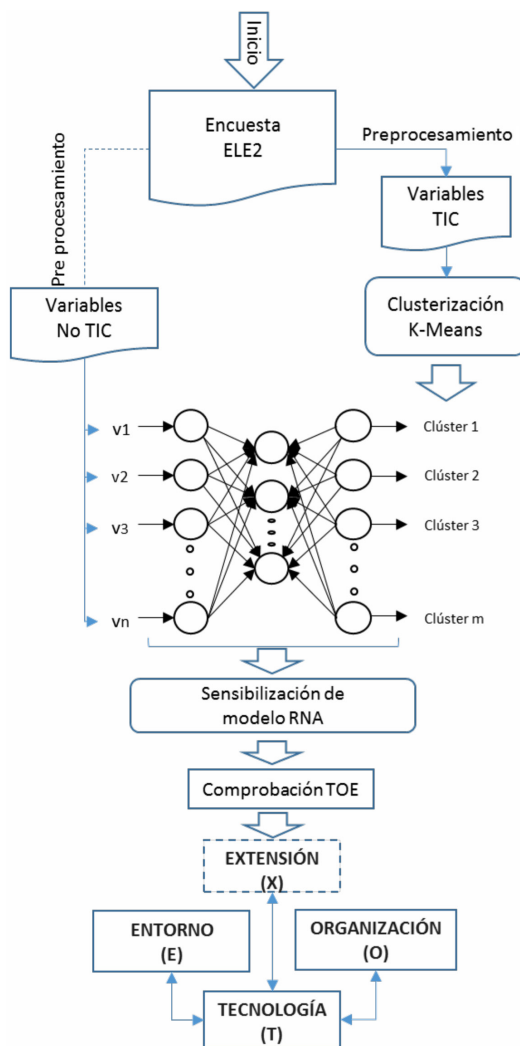 Inicio
Encuesta
ELE2
Pre procesamiento
Preprocesamiento
Variables
TIC
Variables
No TIC
Clusterización
K-Means
v1
Clúster 1
v2
Clúster 2
v3
Clúster 3
vn
Clúster m
Sensibilización de
modelo RNA
Comprobación TOE
EXTENSIÓN
(X)
ENTORNO
(E)
ORGANIZACIÓN
(O)
TECNOLOGÍA
(T)